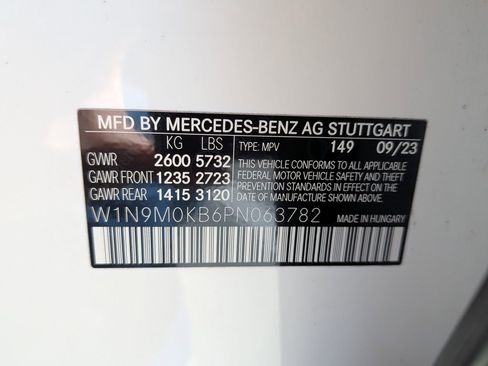 MFD BY MERCEDES-BENZ AG STUTTGART
KG LBS TYPE: MPV 149 09/23
GVWR 2600 5732 THIS VEHICLE CONFORMS TO ALL APPLICABLE
GAWR FRONT 1235 2723 FEDERAL MOTOR VEHICLE SAFETY AND THEFT
GAWR REAR 1415 3120 PREVENTION STANDARDS IN EFFECT ON THE DATE OF MANUFACTURE SHOWN ABOVE.
W1N9M0KB6PN063782 MADE IN HUNGARY